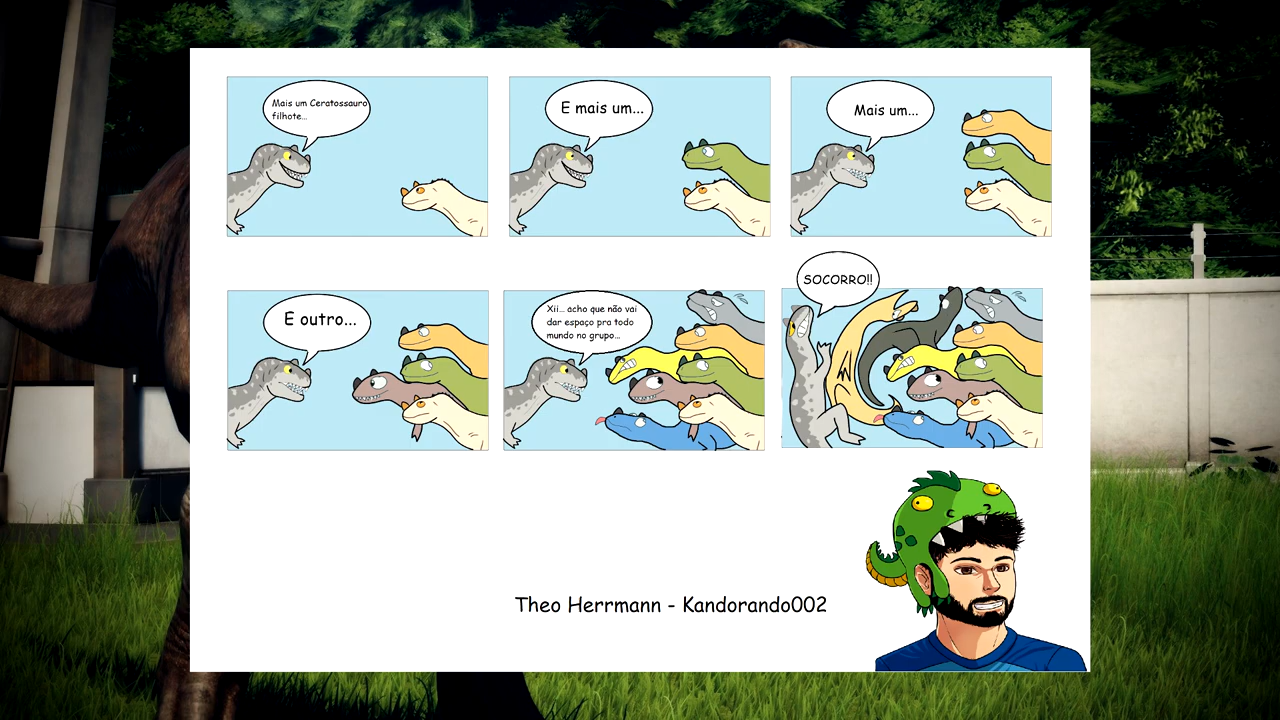 Mais um Ceratossauro
filhote...
E mais um...
Mais um...
E outro...
Xii... acho que não vai
dar espaço pra todo
mundo no grupo...
SOCORRO!!
Theo Herrmann - Kandorando002